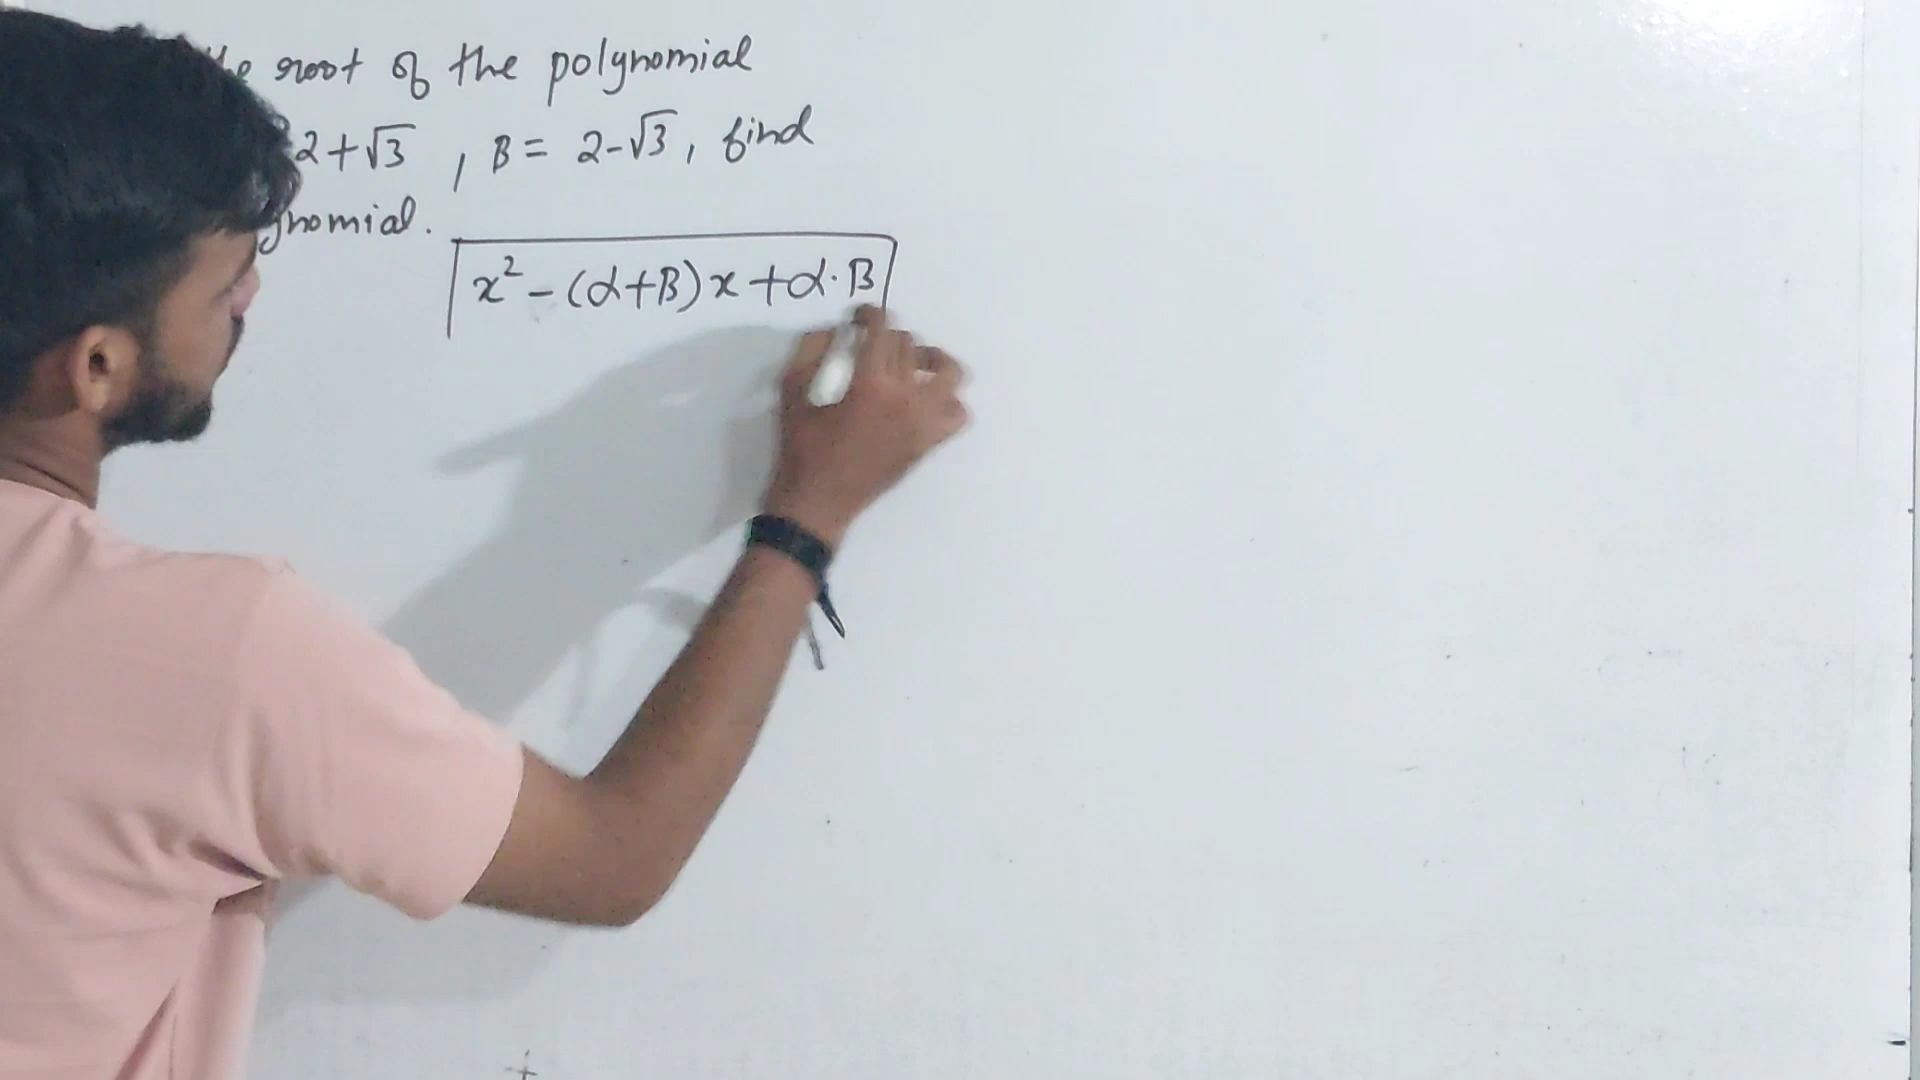 root of the polynomial
2+√3 , β = 2-√3, find
nomial.
x² - (α+β)x + α·β